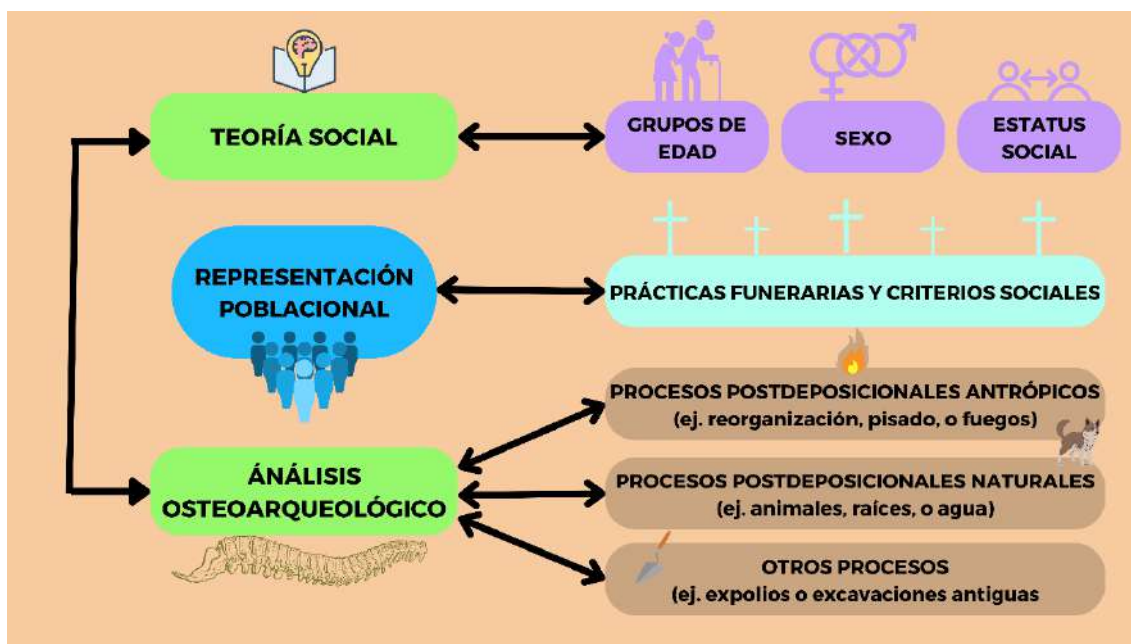 TEORÍA SOCIAL
GRUPOS DE
EDAD
SEXO
ESTATUS
SOCIAL
REPRESENTACIÓN
POBLACIONAL
PRÁCTICAS FUNERARIAS Y CRITERIOS SOCIALES
ÁNÁLISIS
OSTEOARQUEOLÓGICO
PROCESOS POSTDEPOSICIONALES ANTRÓPICOS
(ej. reorganización, pisado, o fuegos)
PROCESOS POSTDEPOSICIONALES NATURALES
(ej. animales, raíces, o agua)
OTROS PROCESOS
(ej. expolios o excavaciones antiguas